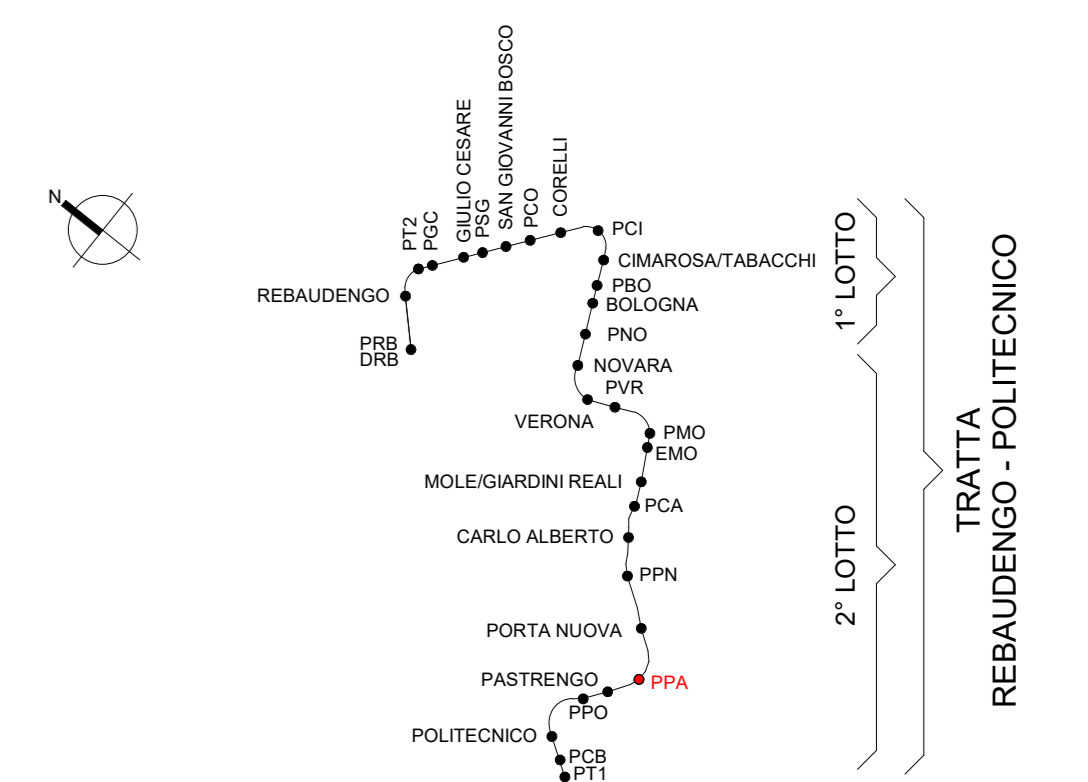 N
PT2
PGC
GIULIO CESARE
PSG
SAN GIOVANNI BOSCO
PCO
CORELLI
PCI
CIMAROSA/TABACCHI
REBAUDENGO
PBO
BOLOGNA
PNO
PRB
DRB
NOVARA
PVR
VERONA
PMO
EMO
MOLE/GIARDINI REALI
PCA
CARLO ALBERTO
PPN
PORTA NUOVA
PASTRENGO
PPA
PPO
POLITECNICO
PCB
PT1
1° LOTTO
2° LOTTO
TRATTA
REBAUDENGO - POLITECNICO